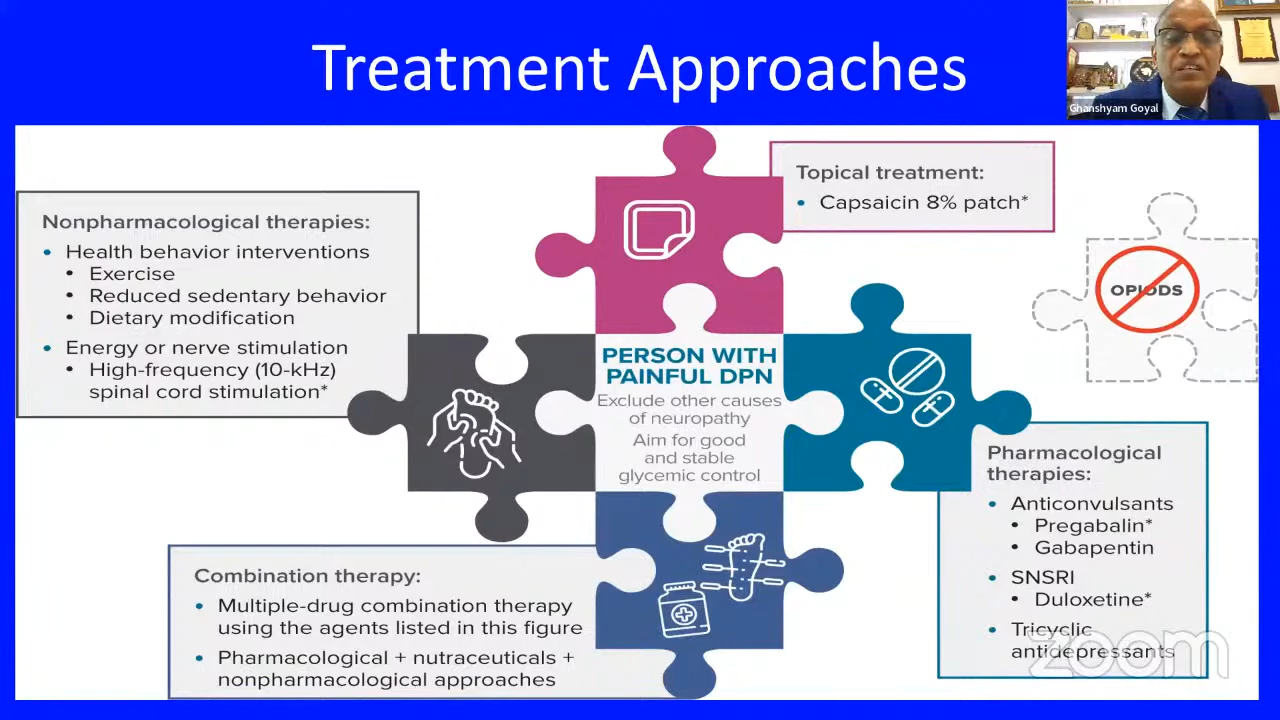 Treatment Approaches
Ghanshyam Goyal
Nonpharmacological therapies:
• Health behavior interventions
• Exercise
• Reduced sedentary behavior
• Dietary modification
• Energy or nerve stimulation
• High-frequency (10-kHz)
spinal cord stimulation*
Topical treatment:
• Capsaicin 8% patch*
OPIODS
PERSON WITH
PAINFUL DPN
Exclude other causes
of neuropathy
Aim for good
and stable
glycemic control
Pharmacological
therapies:
• Anticonvulsants
• Pregabalin*
• Gabapentin
• SNSRI
• Duloxetine*
• Tricyclic
antidepressants
Combination therapy:
• Multiple-drug combination therapy
using the agents listed in this figure
• Pharmacological + nutraceuticals +
nonpharmacological approaches
zoom